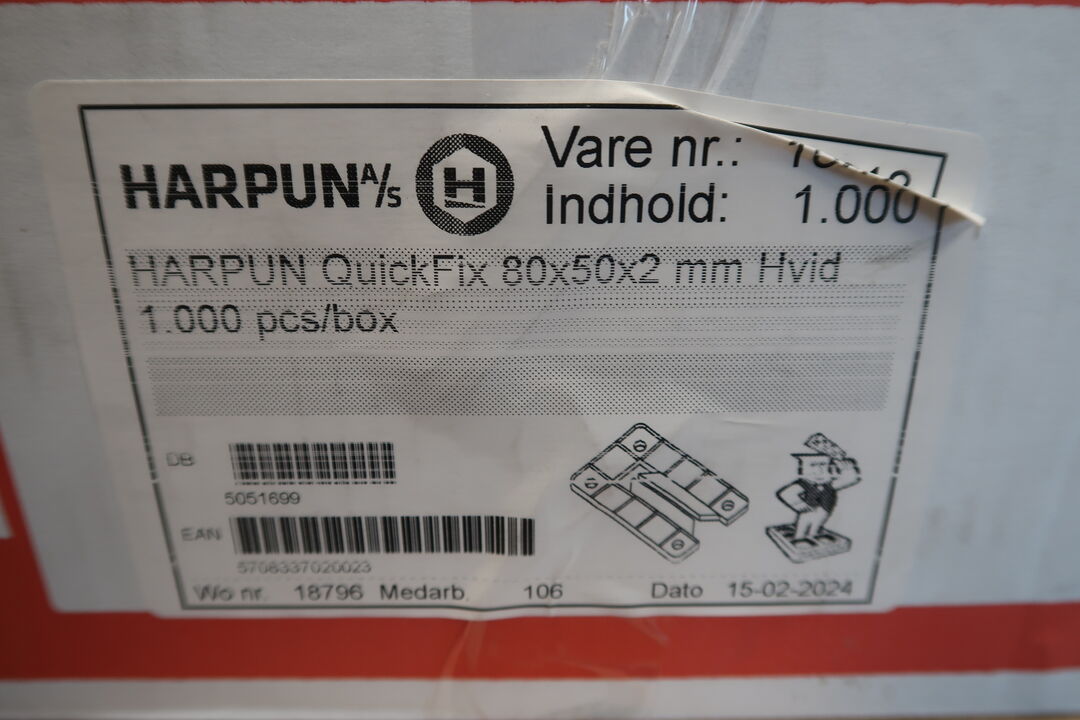 HARPUN A/S
Vare nr.:
Indhold: 1.000
HARPUN QuickFix 80x50x2 mm Hvid
1.000 pcs/box
DB
5051699
EAN
5708337020023
Wo nr. 18796 Medarb. 106 Dato 15-02-2024